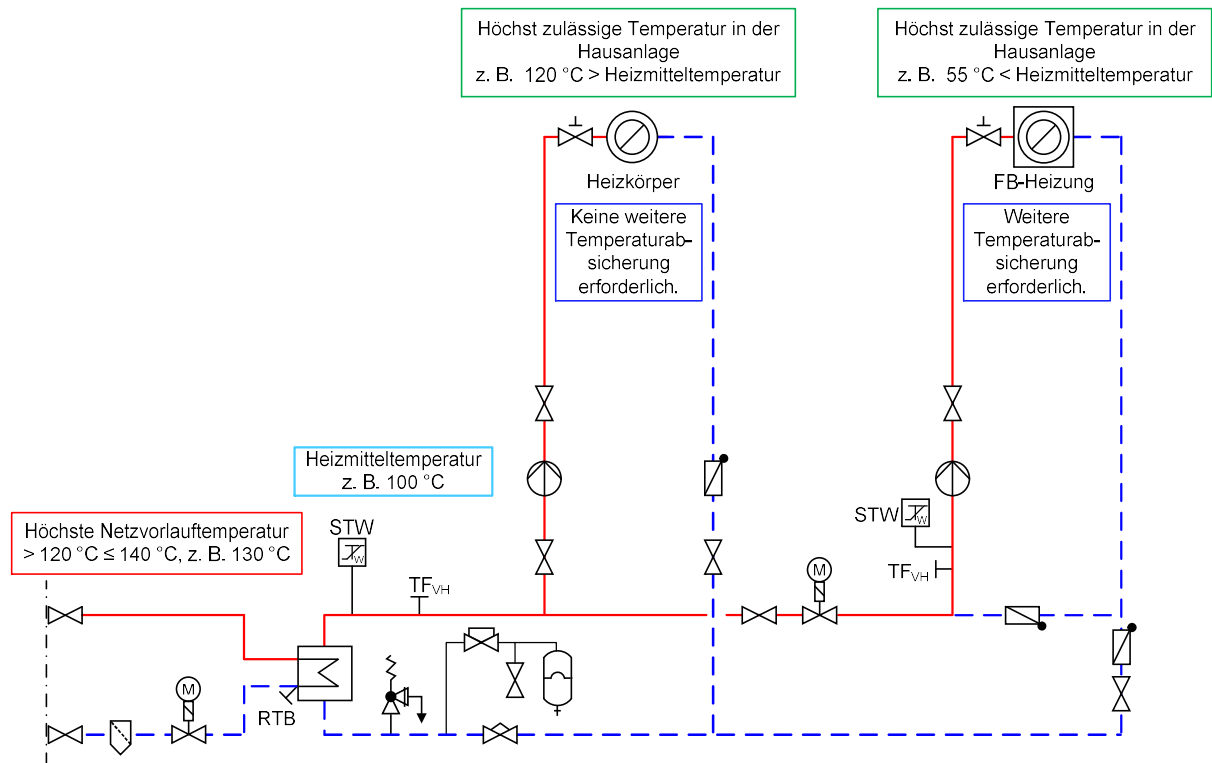 Höchst zulässige Temperatur in der
Hausanlage
z. B.  120 °C > Heizmitteltemperatur
Höchst zulässige Temperatur in der
Hausanlage
z. B.  55 °C < Heizmitteltemperatur
Heizkörper
FB-Heizung
Keine weitere
Temperaturab-
sicherung
erforderlich.
Weitere
Temperaturab-
sicherung
erforderlich.
Heizmitteltemperatur
z. B. 100 °C
Höchste Netzvorlauftemperatur
> 120 °C ≤ 140 °C, z. B. 130 °C
STW
W
STW
W
TFVH
TFVH
M
M
RTB